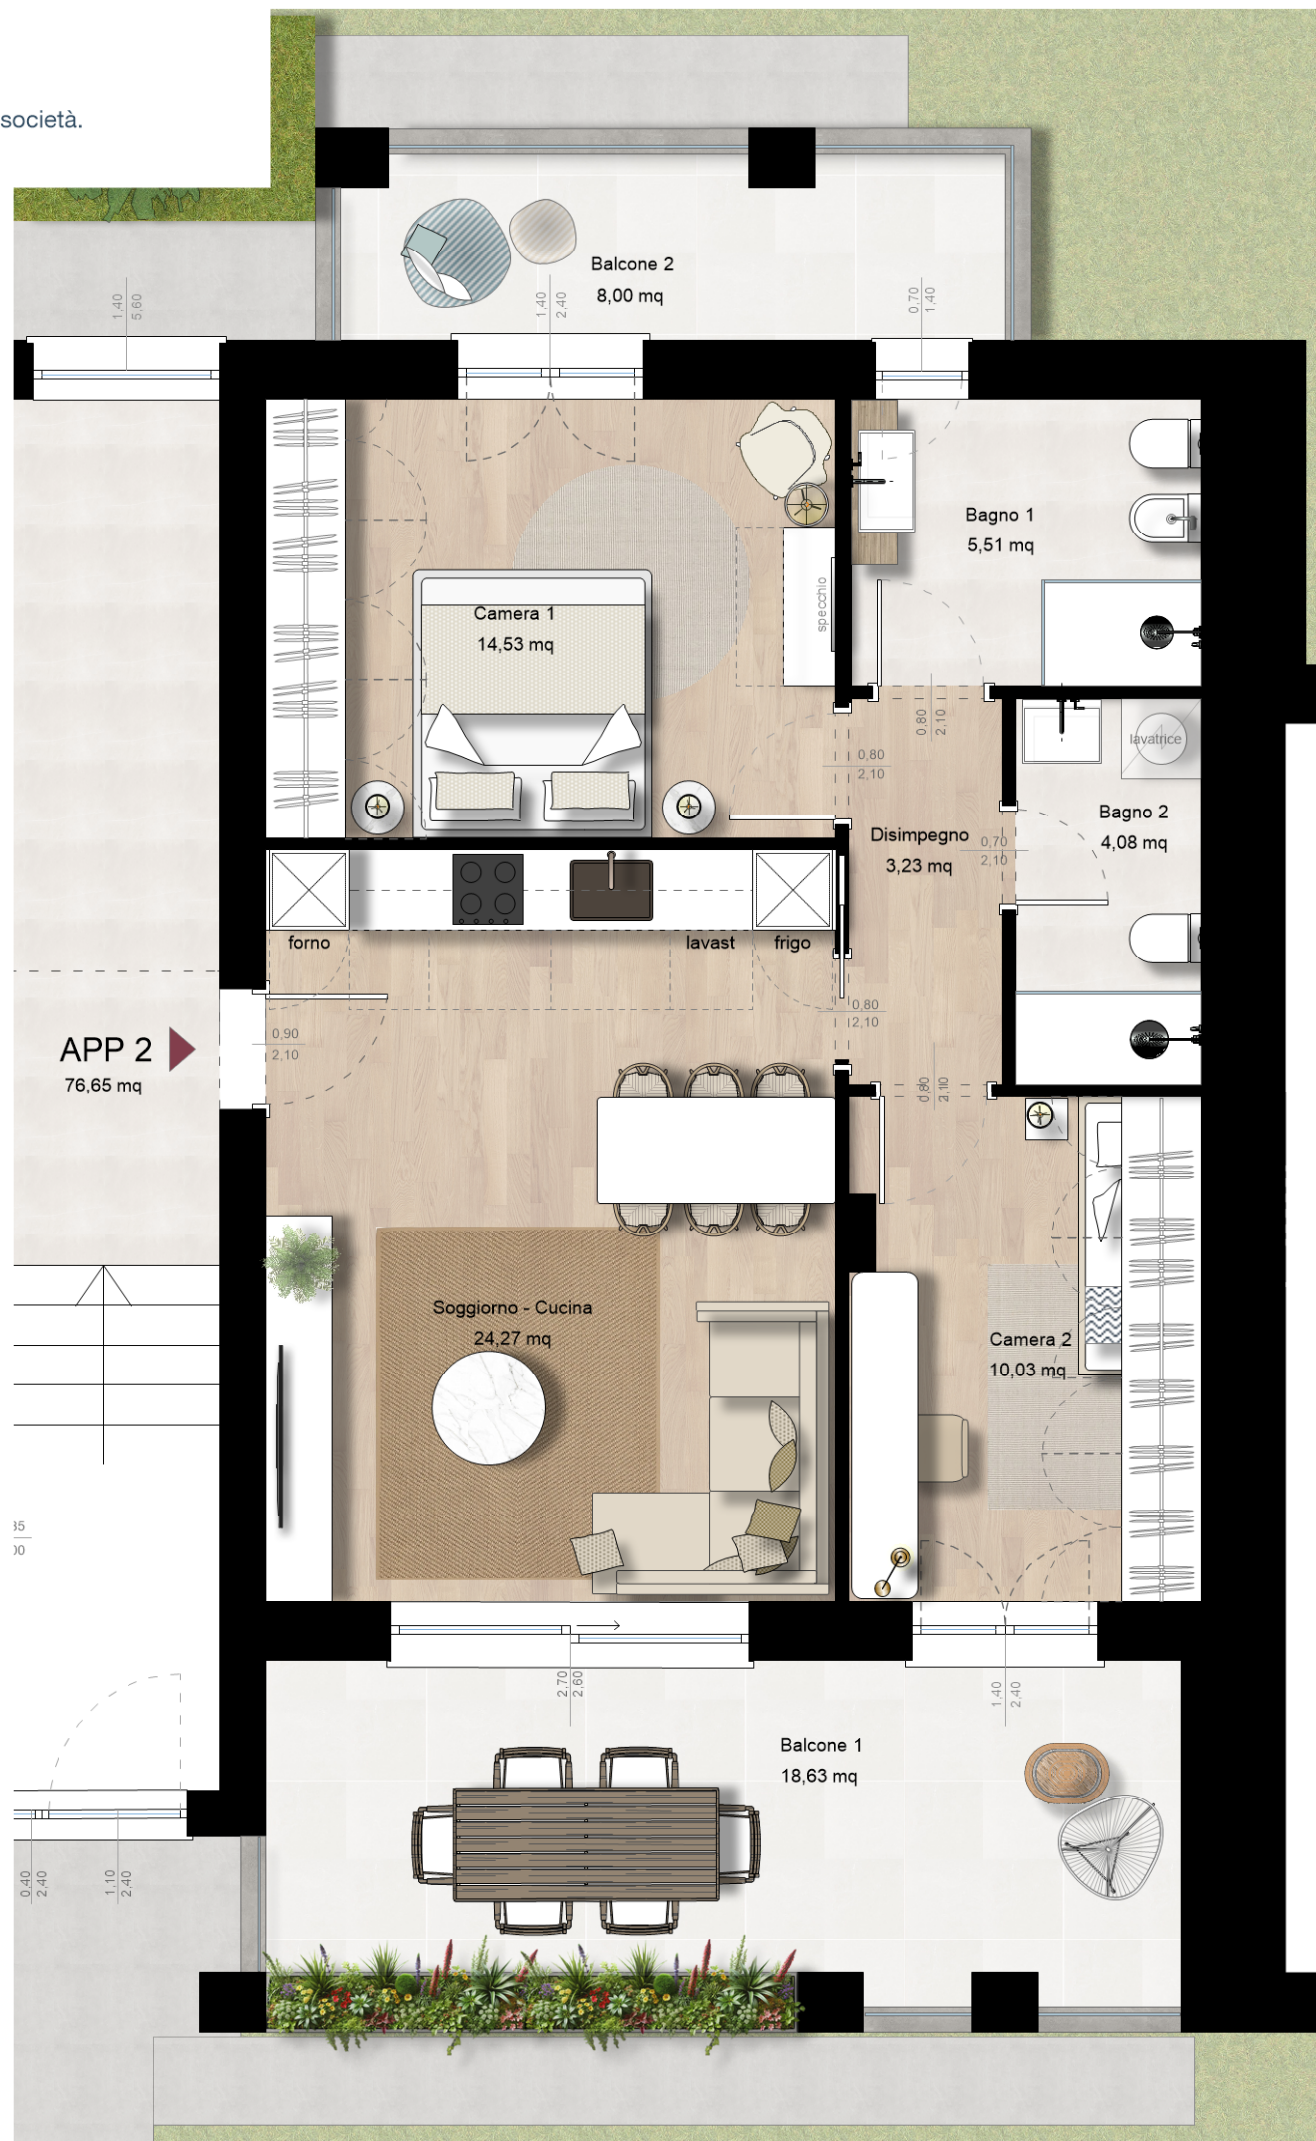 società.
1,40
5,60
Balcone 2
8,00 mq
1,40
2,40
0,70
1,40
Bagno 1
5,51 mq
specchio
Camera 1
14,53 mq
0,80
2,10
lavatrice
0,80
2,10
Bagno 2
4,08 mq
Disimpegno
3,23 mq
0,70
2,10
forno
lavast
frigo
0,80
2,10
APP 2
76,65 mq
0,90
2,10
0,80
2,10
Soggiorno - Cucina
24,27 mq
Camera 2
10,03 mq
35
00
2,70
2,60
1,40
2,40
Balcone 1
18,63 mq
0,40
2,40
1,10
2,40